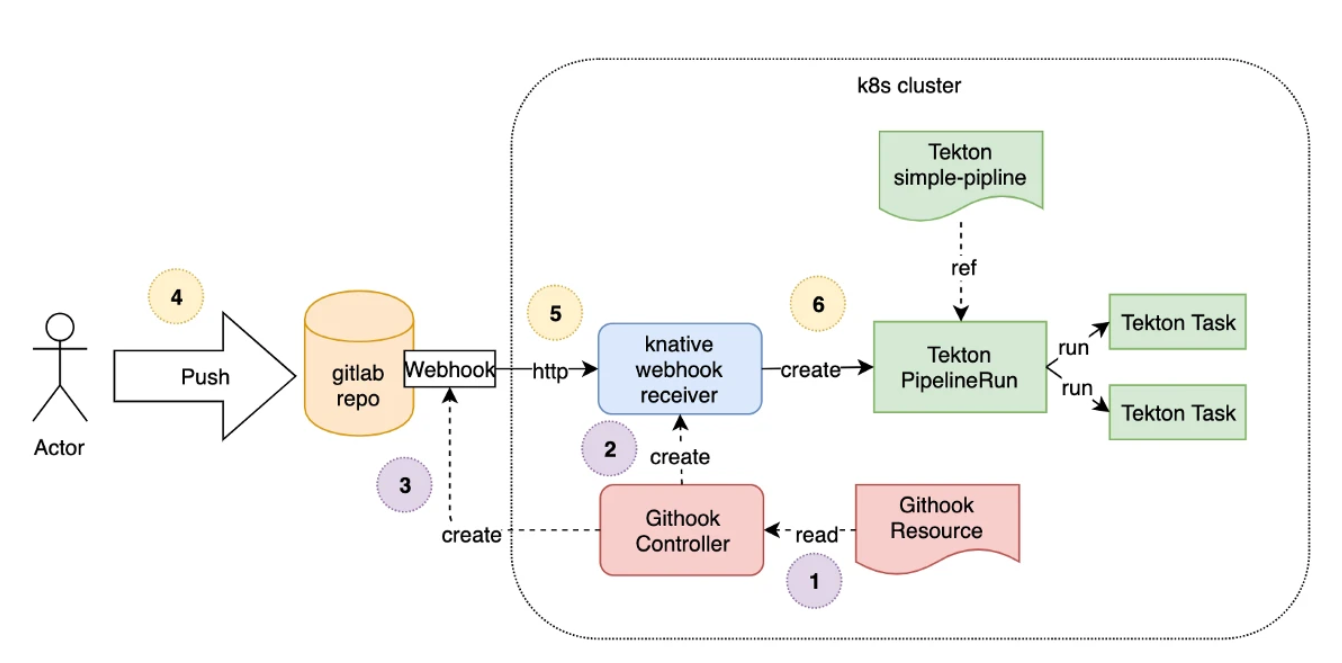 k8s cluster
Tekton
simple-pipline
ref
4
Push
Actor
gitlab
repo
Webhook
5
http
knative
webhook
receiver
6
create
Tekton
PipelineRun
run
run
Tekton Task
Tekton Task
3
create
2
create
Githook
Controller
read
1
Githook
Resource